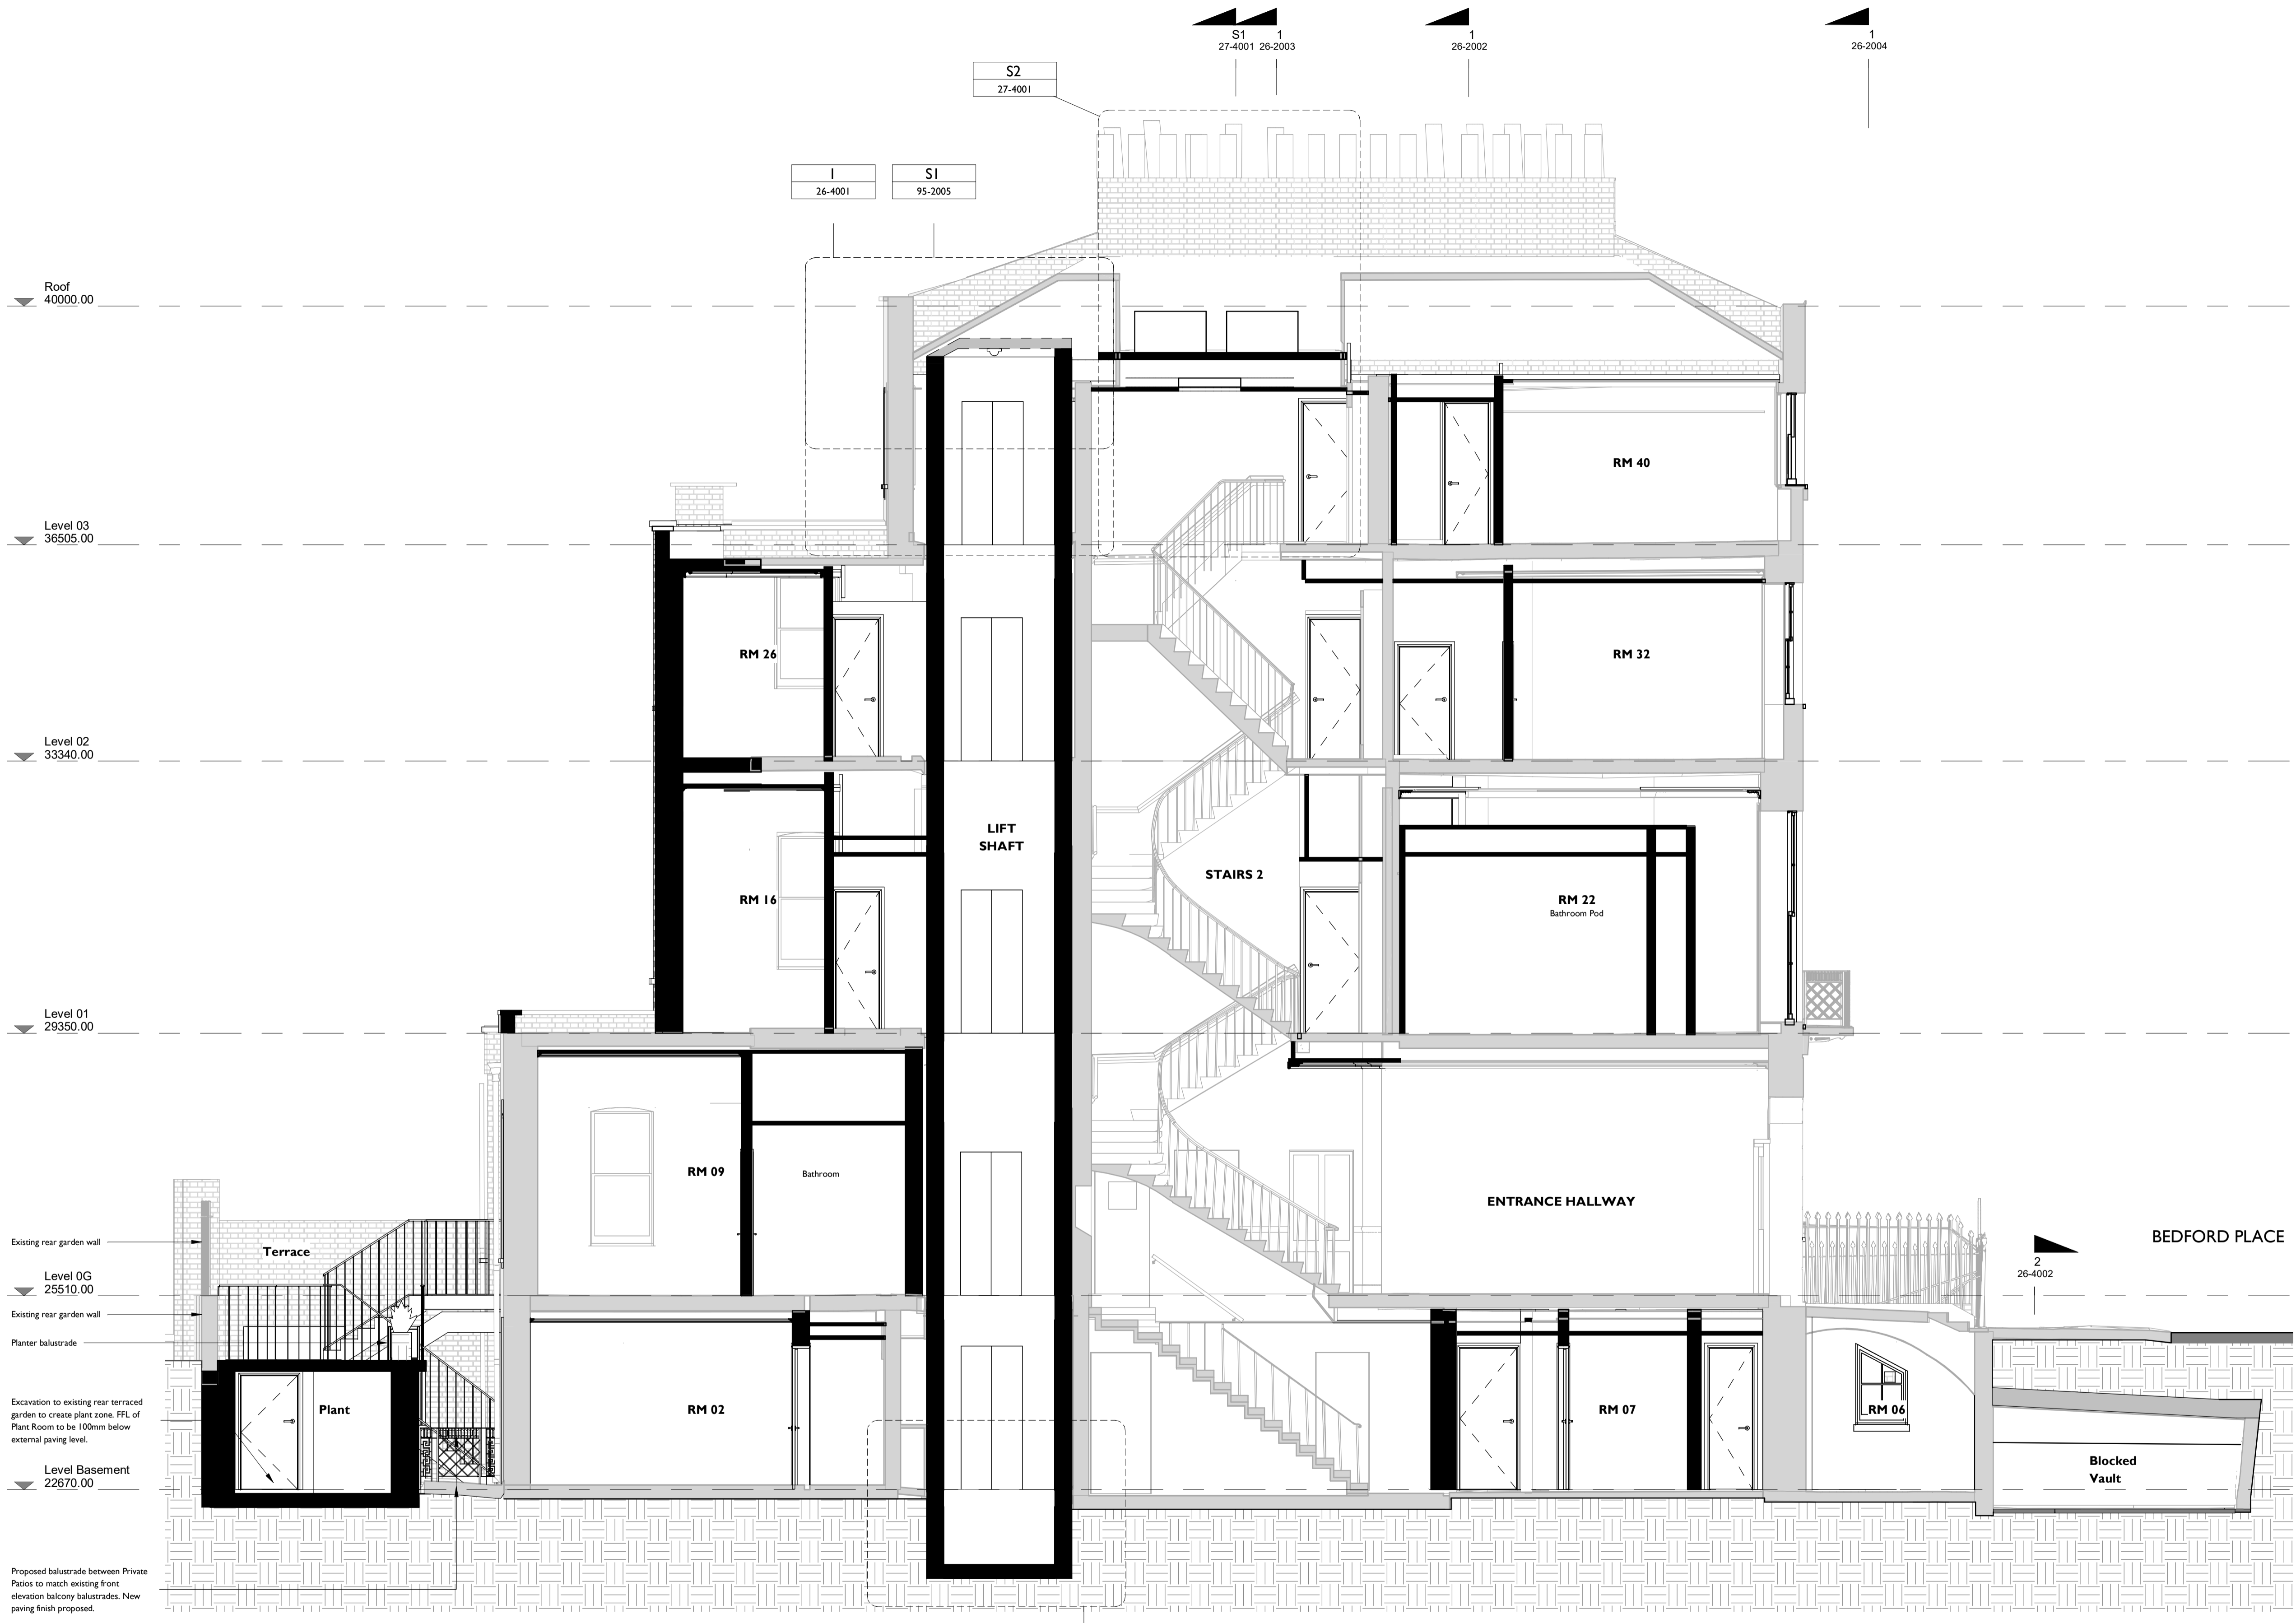 S1
27-4001
1
26-2003
1
26-2002
1
26-2004
S2
27-4001
1
26-4001
S1
95-2005
Roof
40000.00
Level 03
36505.00
RM 40
RM 26
RM 32
Level 02
33340.00
LIFT
SHAFT
STAIRS 2
RM 16
RM 22
Bathroom Pod
Level 01
29350.00
RM 09
Bathroom
ENTRANCE HALLWAY
BEDFORD PLACE
2
26-4002
Existing rear garden wall
Terrace
Level 0G
25510.00
Existing rear garden wall
Planter balustrade
Excavation to existing rear terraced
garden to create plant zone. FFL of
Plant Room to be 100mm below
external paving level.
Plant
RM 02
RM 07
RM 06
Blocked
Vault
Level Basement
22670.00
Proposed balustrade between Private
Patios to match existing front
elevation balcony balustrades. New
paving finish proposed.